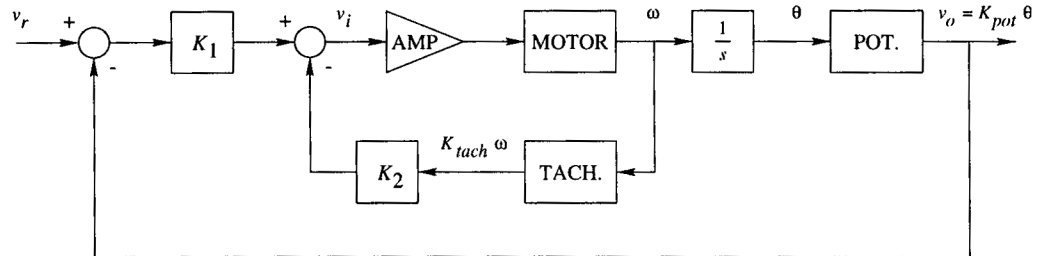 v_r + - K_1 + - v_i AMP MOTOR ω 1/s θ POT. v_o = K_pot θ
K_tach ω
K_2 TACH.